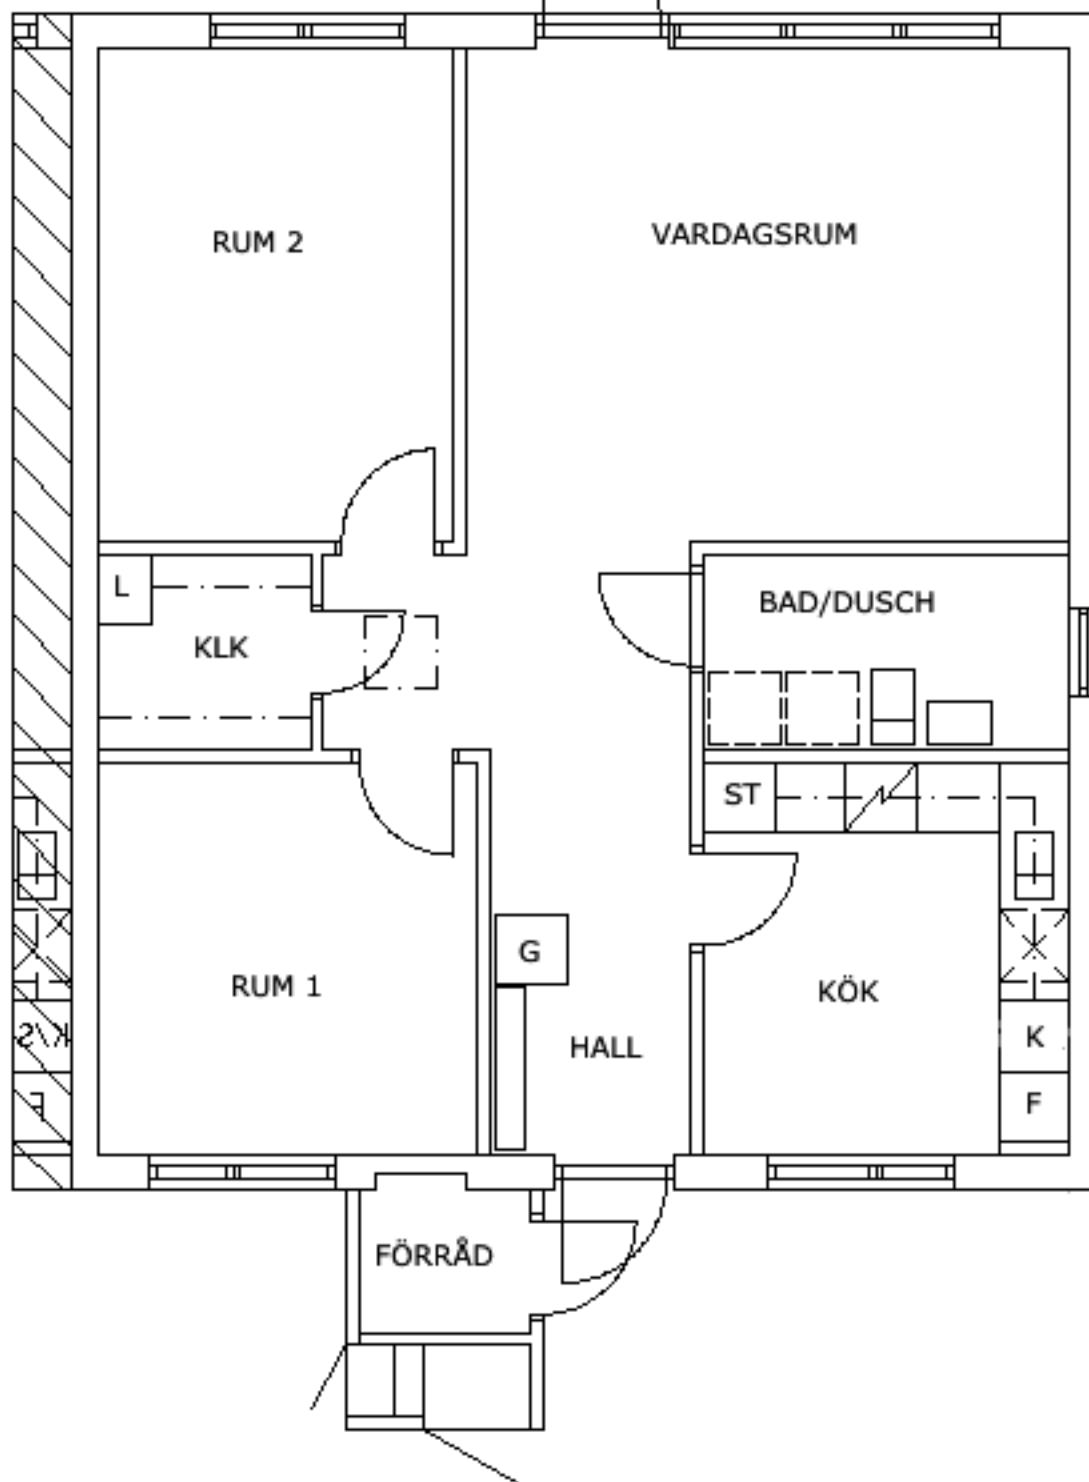 RUM 2
VARDAGSRUM
L
BAD/DUSCH
KLK
ST
G
RUM 1
KÖK
HALL
K/S
K
F
F
FÖRRÅD